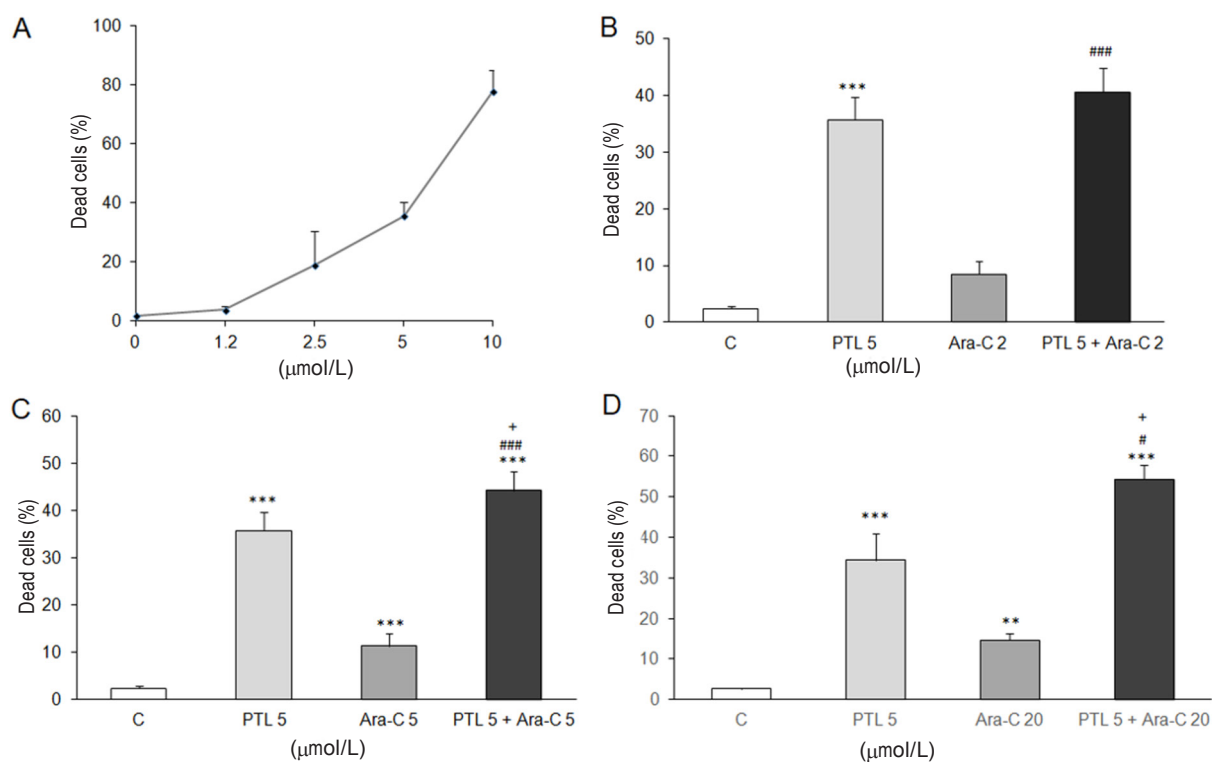 A
100
80
60
40
20
0
Dead cells (%)
0 1.2 2.5 5 10
(μmol/L)
B
50
40
30
20
10
0
Dead cells (%)
***
###
C PTL 5 Ara-C 2 PTL 5 + Ara-C 2
(μmol/L)
C
60
50
40
30
20
10
0
Dead cells (%)
***
***
+
###
***
C PTL 5 Ara-C 5 PTL 5 + Ara-C 5
(μmol/L)
D
70
60
50
40
30
20
10
0
Dead cells (%)
***
**
+
#
***
C PTL 5 Ara-C 20 PTL 5 + Ara-C 20
(μmol/L)